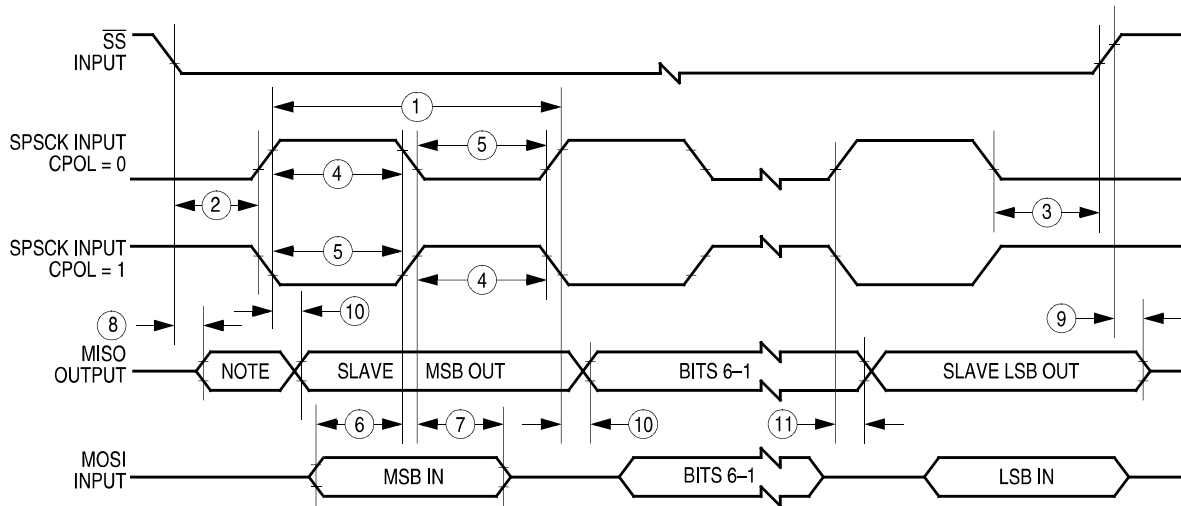 SS
INPUT
1
SPSCK INPUT
CPOL = 0
5
4
2
3
SPSCK INPUT
CPOL = 1
5
4
8
10
9
MISO
OUTPUT
NOTE
SLAVE
MSB OUT
BITS 6–1
SLAVE LSB OUT
6
7
10
11
MOSI
INPUT
MSB IN
BITS 6–1
LSB IN